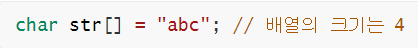 char str[] = "abc"; // 배열의 크기는 4